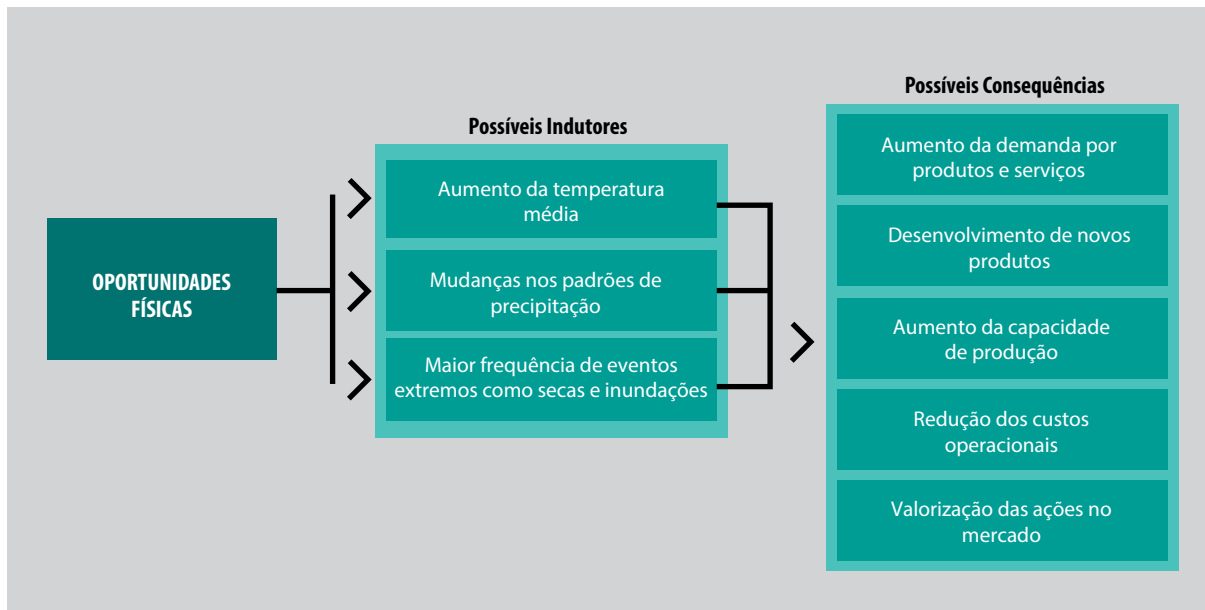 OPORTUNIDADES
FÍSICAS
Possíveis Indutores
Aumento da temperatura
média
Mudanças nos padrões de
precipitação
Maior frequência de eventos
extremos como secas e inundações
Possíveis Consequências
Aumento da demanda por
produtos e serviços
Desenvolvimento de novos
produtos
Aumento da capacidade
de produção
Redução dos custos
operacionais
Valorização das ações no
mercado